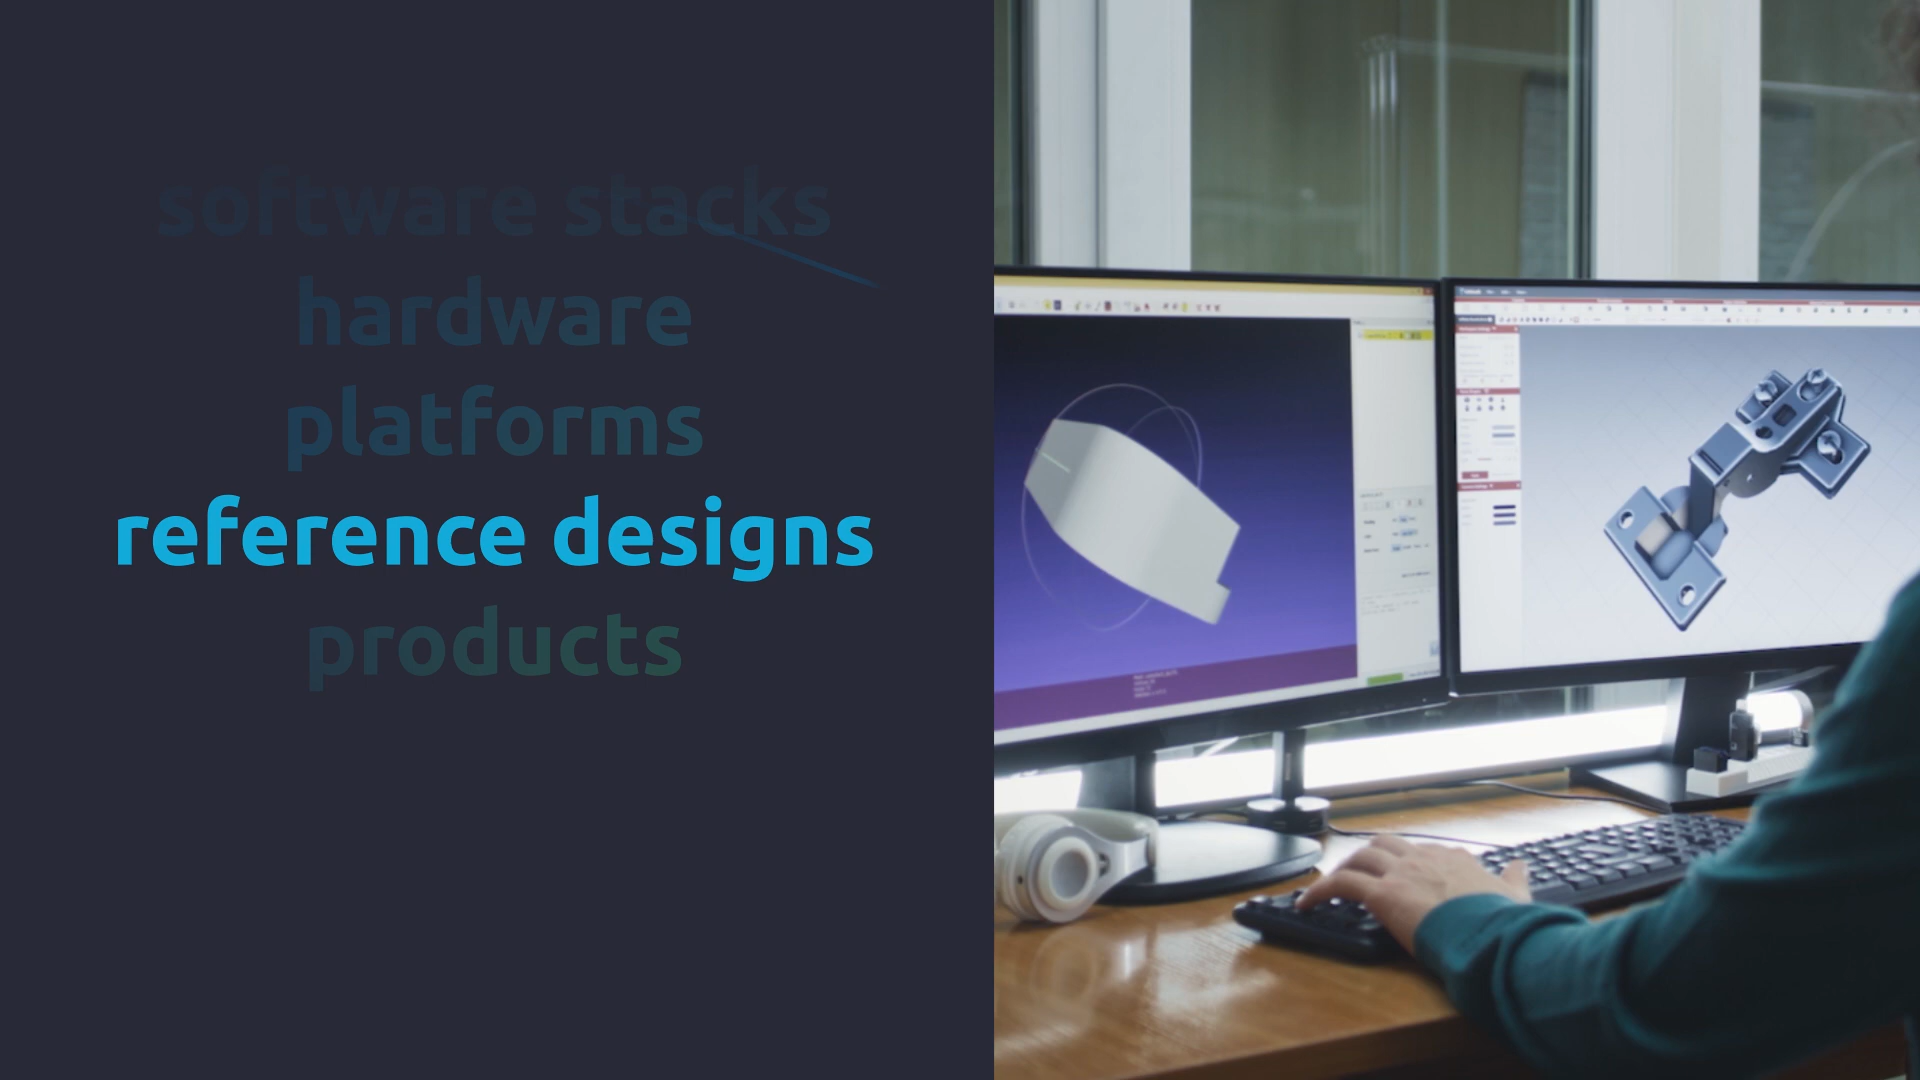 software stacks
hardware
platforms
reference designs
products